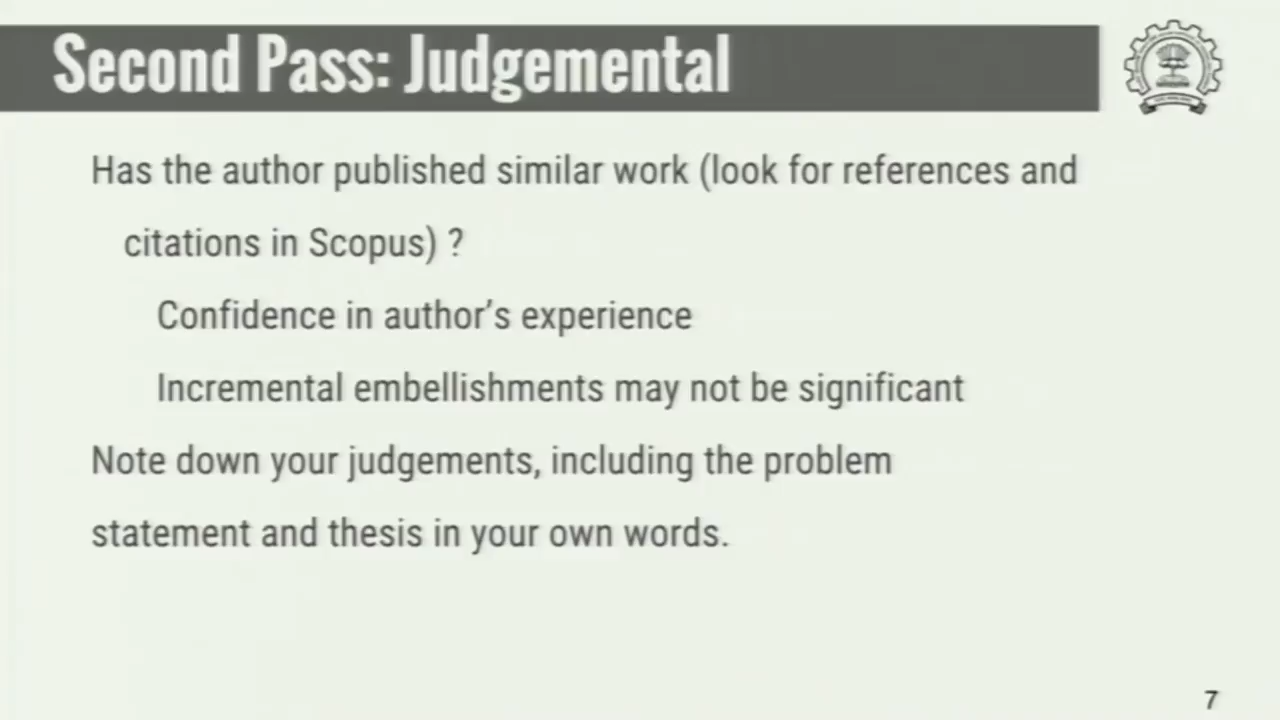 Second Pass: Judgemental
Has the author published similar work (look for references and
citations in Scopus) ?
Confidence in author's experience
Incremental embellishments may not be significant
Note down your judgements, including the problem
statement and thesis in your own words.
7